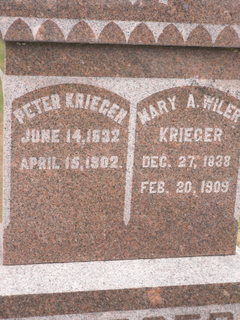 PETER KRIEGER
JUNE 14, 1832
APRIL 15, 1902.
MARY A. WILER
KRIEGER
DEC. 27, 1838
FEB. 20, 1909